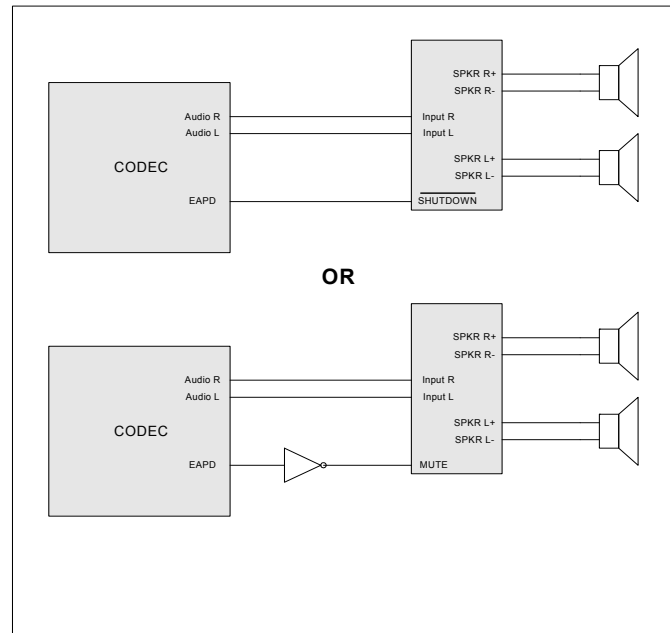 SPKR R+
SPKR R-
Audio R
Input R
Audio L
Input L
CODEC
SPKR L+
SPKR L-
EAPD
SHUTDOWN
OR
SPKR R+
SPKR R-
Audio R
Input R
Audio L
Input L
CODEC
SPKR L+
SPKR L-
EAPD
MUTE